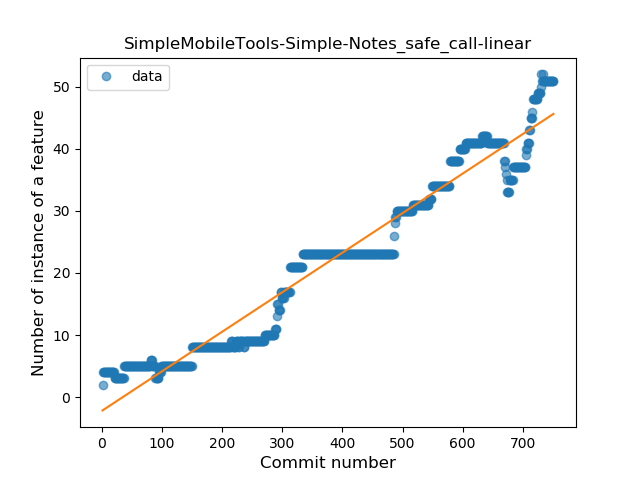 SimpleMobileTools-Simple-Notes_safe_call-linear
data
Number of instance of a feature
50
40
30
20
10
0
0 100 200 300 400 500 600 700
Commit number